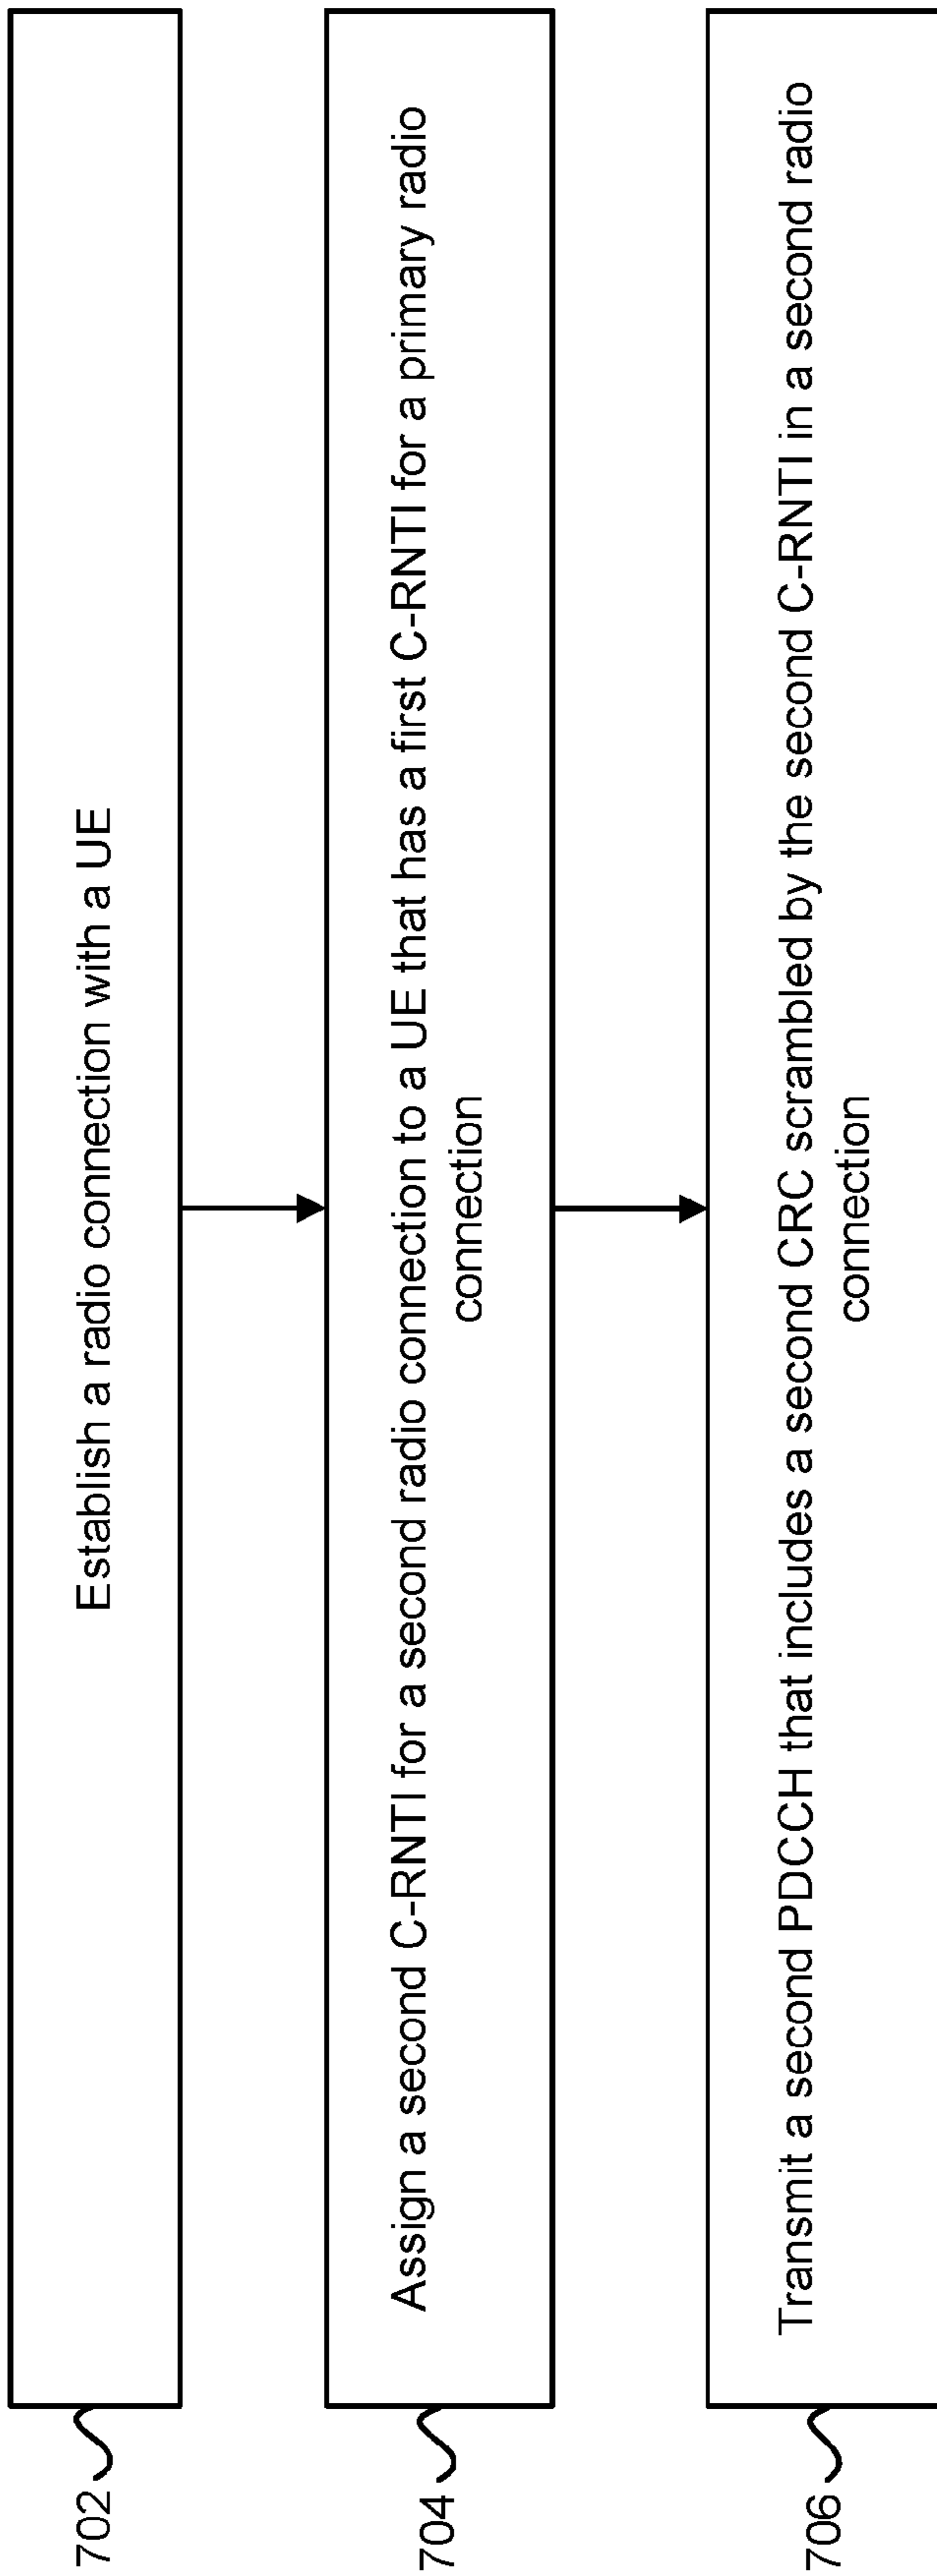 702
Establish a radio connection with a UE
704
Assign a second C-RNTI for a second radio connection to a UE that has a first C-RNTI for a primary radio
connection
706
Transmit a second PDCCH that includes a second CRC scrambled by the second C-RNTI in a second radio
connection